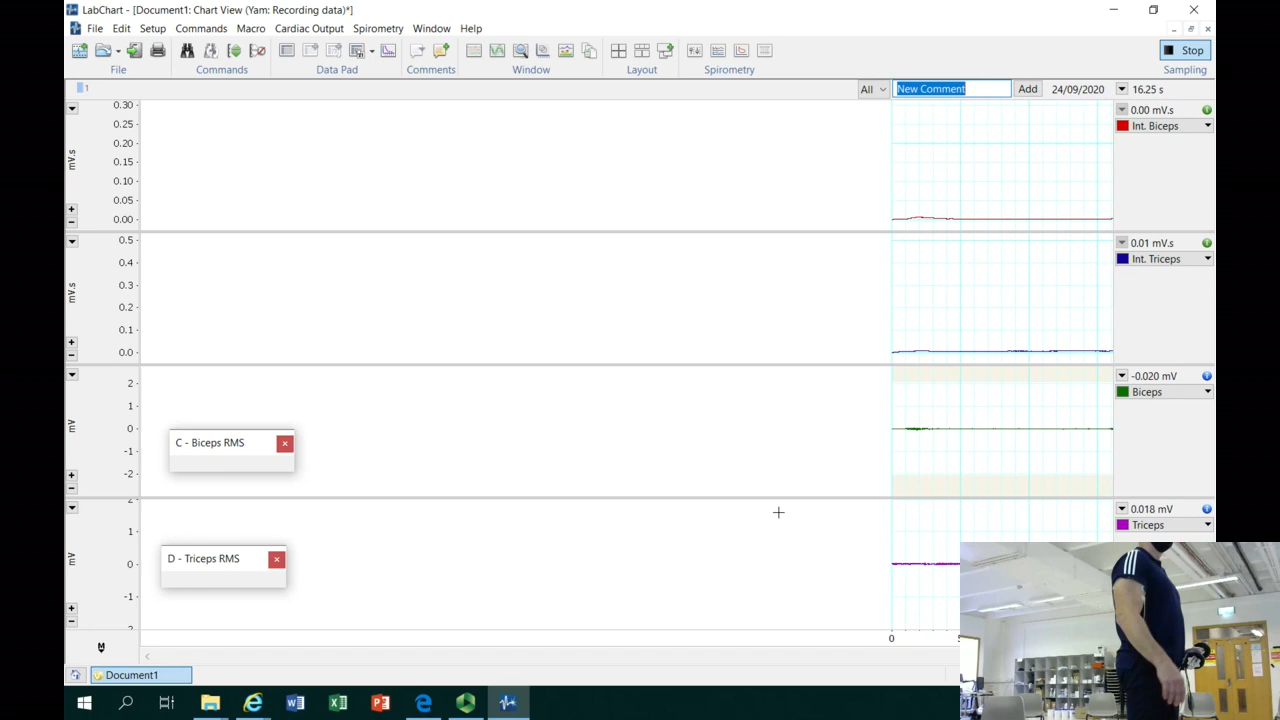 LabChart - [Document1: Chart View (Yam: Recording data)*]
File Edit Setup Commands Macro Cardiac Output Spirometry Window Help
Stop
File Commands Data Pad Comments Window Layout Spirometry Sampling
1 All New Comment Add 24/09/2020 16.25 s
0.30
0.25
0.20
0.15
0.10
0.05
0.00
mV.s
+
−
0.00 mV.s
Int. Biceps
0.5
0.4
0.3
0.2
0.1
0.0
mV.s
+
−
0.01 mV.s
Int. Triceps
2
1
0
-1
-2
mV
+
−
-0.020 mV
Biceps
C - Biceps RMS
2
1
0
-1
mV
+
−
0.018 mV
Triceps
D - Triceps RMS
0
M
Document1